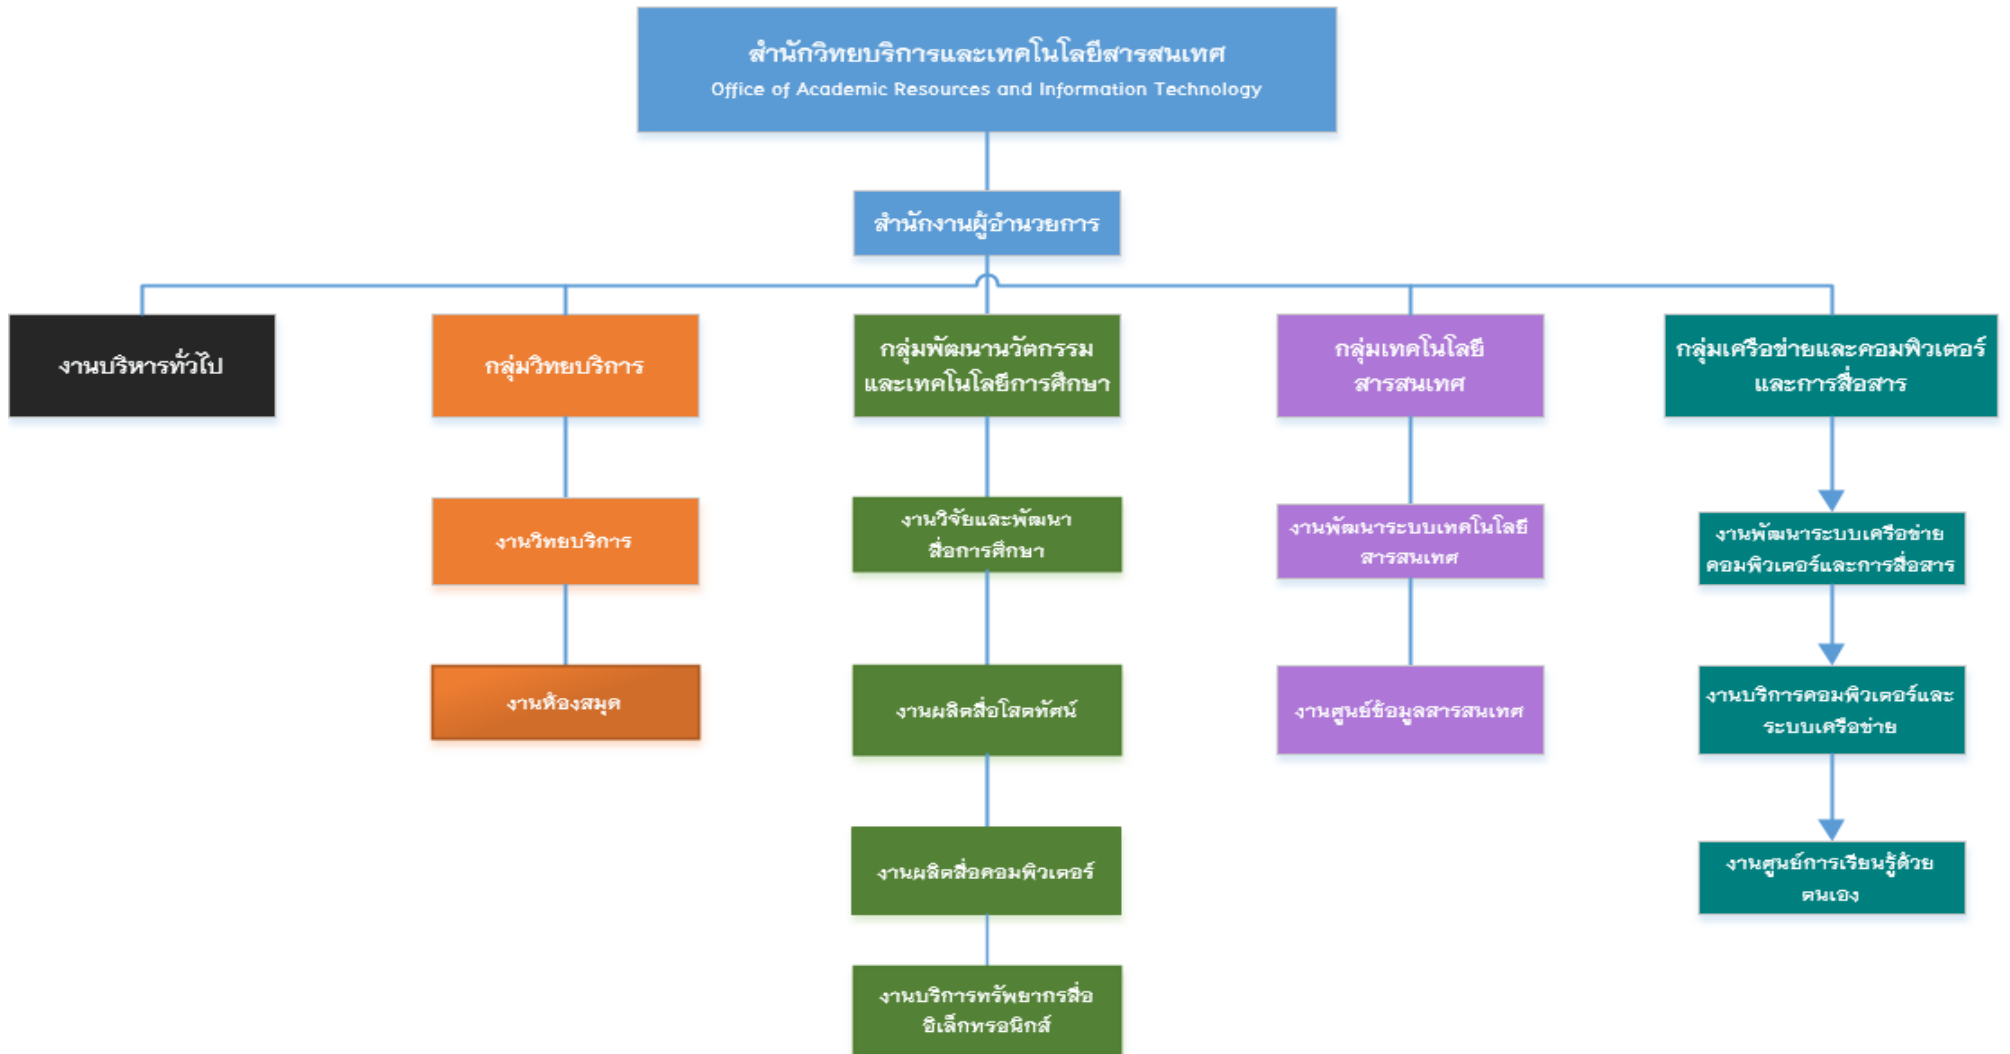 สำนักวิทยบริการและเทคโนโลยีสารสนเทศ
Office of Academic Resources and Information Technology
สำนักงานผู้อำนวยการ
งานบริหารทั่วไป
กลุ่มวิทยบริการ
งานวิทยบริการ
งานห้องสมุด
กลุ่มพัฒนานวัตกรรม
และเทคโนโลยีการศึกษา
งานวิจัยและพัฒนา
สื่อการศึกษา
งานผลิตสื่อโสตทัศน์
งานผลิตสื่อคอมพิวเตอร์
งานบริการทรัพยากรสื่อ
อิเล็กทรอนิกส์
กลุ่มเทคโนโลยี
สารสนเทศ
งานพัฒนาระบบเทคโนโลยี
สารสนเทศ
งานศูนย์ข้อมูลสารสนเทศ
กลุ่มเครือข่ายและคอมพิวเตอร์
และการสื่อสาร
งานพัฒนาระบบเครือข่าย
คอมพิวเตอร์และการสื่อสาร
งานบริการคอมพิวเตอร์และ
ระบบเครือข่าย
งานศูนย์การเรียนรู้ด้วย
ตนเอง